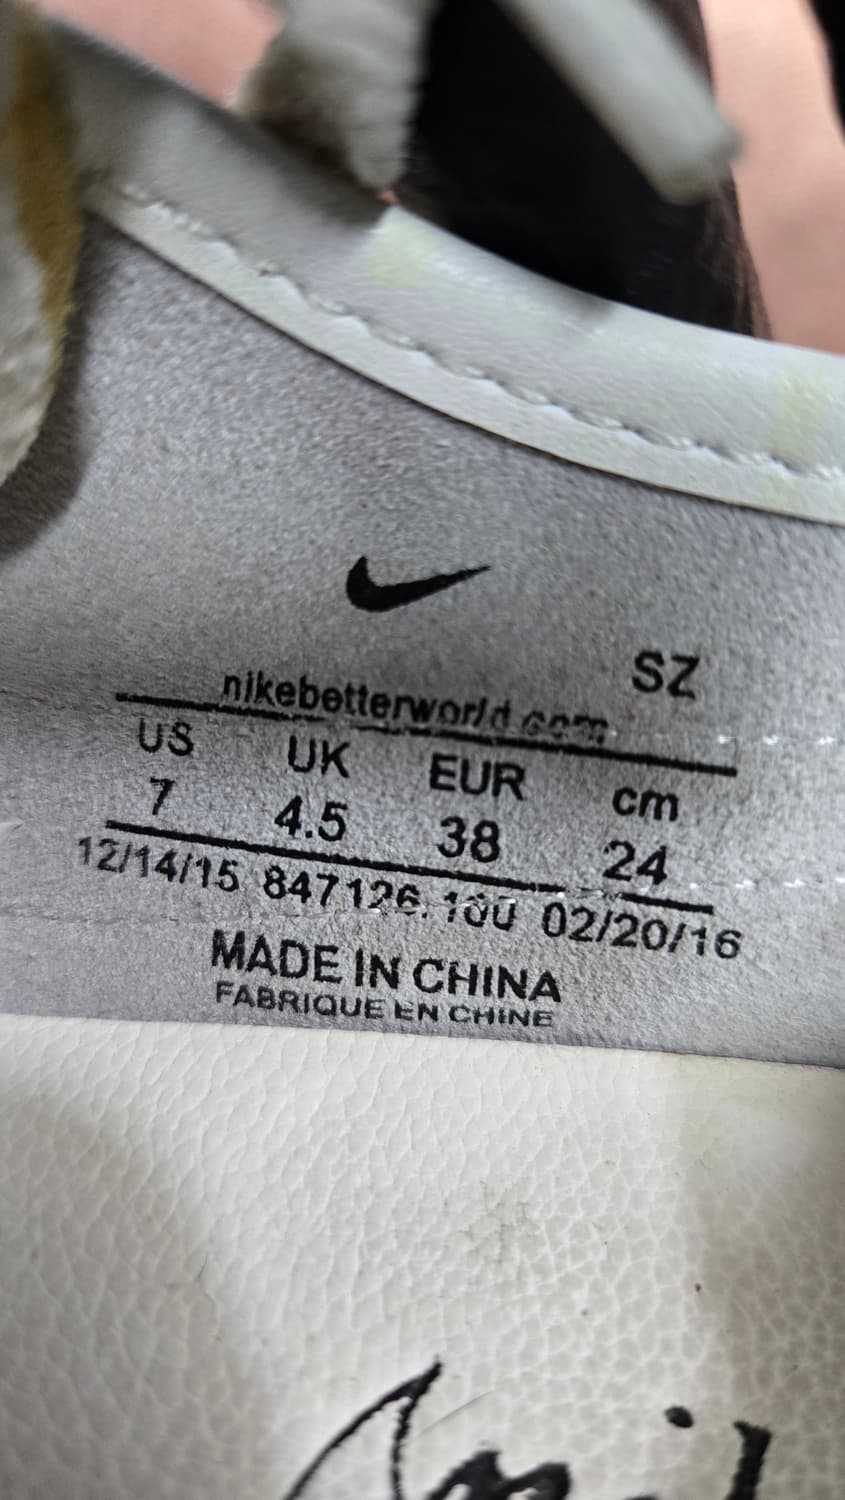 SZ
nikebetterworld.com
US UK EUR cm
7 4.5 38 24
12/14/15 847126.100 02/20/16
MADE IN CHINA
FABRIQUE EN CHINE